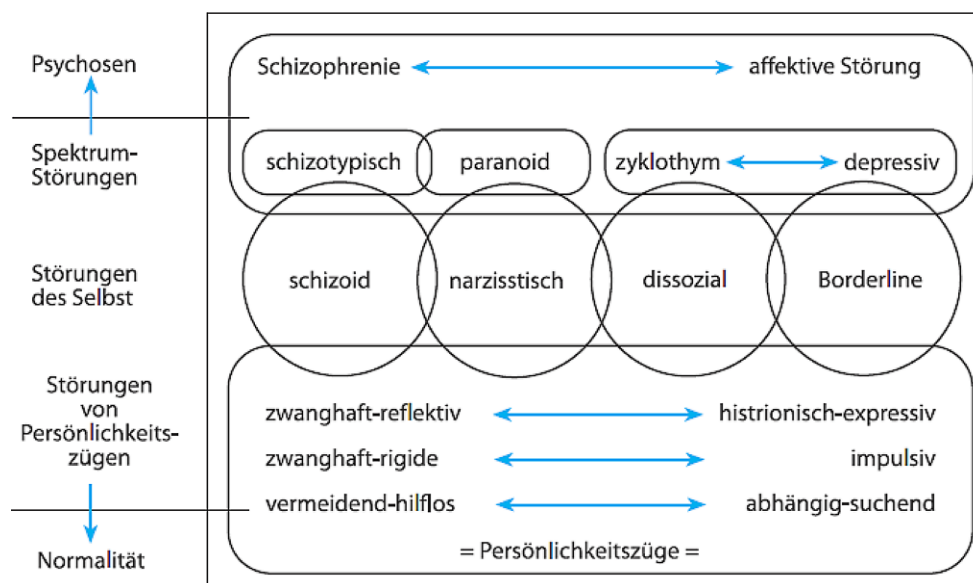 Psychosen
Schizophrenie
affektive Störung
Spektrum-
Störungen
schizotypisch
paranoid
zyklothym
depressiv
Störungen
des Selbst
schizoid
narzisstisch
dissozial
Borderline
Störungen
von
Persönlichkeits-
zügen
zwanghaft-reflektiv
histrionisch-expressiv
zwanghaft-rigide
impulsiv
vermeidend-hilflos
abhängig-suchend
Normalität
= Persönlichkeitszüge =